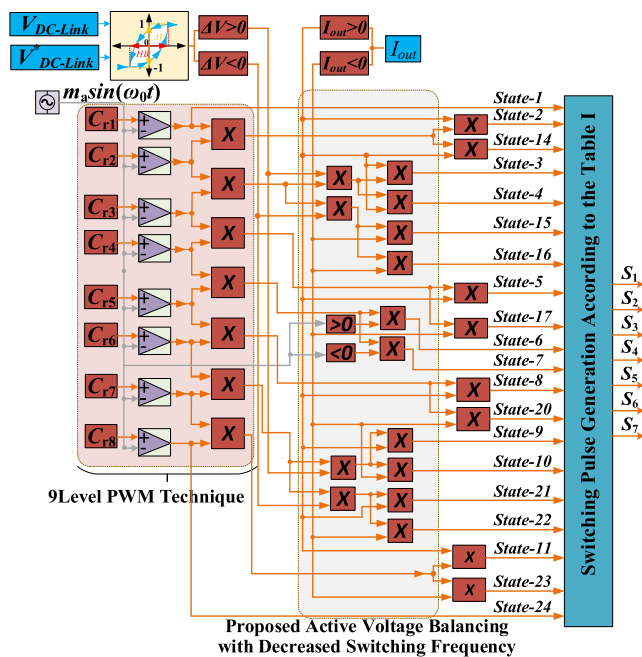 V_DC-Link
V*_DC-Link
1
0
ΔV
HB
-1
ΔV>0
ΔV<0
I_out>0
I_out<0
I_out
m_a sin(ω_0t)
C_r1
C_r2
C_r3
C_r4
C_r5
C_r6
C_r7
C_r8
+
-
+
-
+
-
+
-
+
-
+
-
+
-
+
-
X
X
X
X
X
X
X
9Level PWM Technique
X
X
X
X
X
X
>0
<0
X
X
X
X
X
X
X
X
Proposed Active Voltage Balancing
with Decreased Switching Frequency
X
X
X
X
X
X
X
X
State-1
State-2
State-14
State-3
State-4
State-15
State-16
State-5
State-17
State-6
State-7
State-8
State-20
State-9
State-10
State-21
State-22
State-11
State-23
State-24
Switching Pulse Generation According to the Table I
S_1
S_2
S_3
S_4
S_5
S_6
S_7